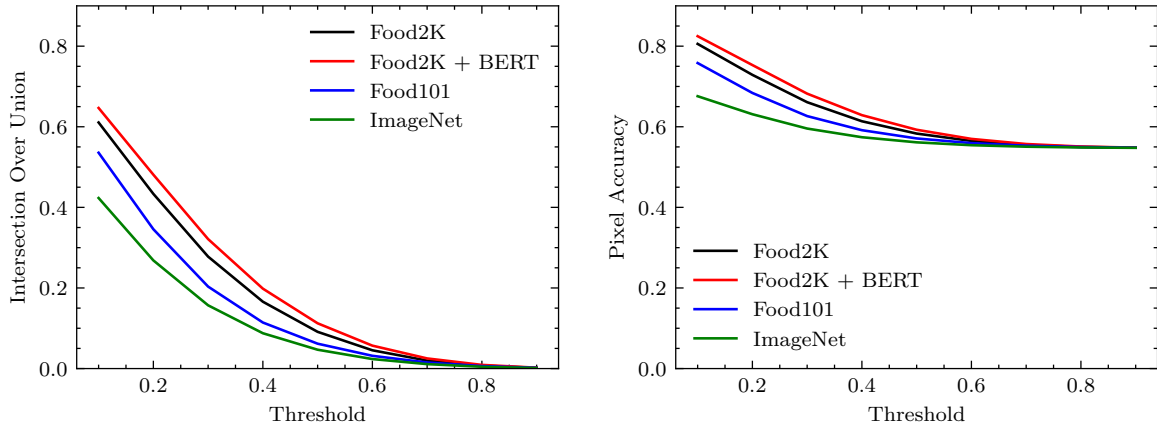 0.8
0.6
0.4
0.2
0.0
Intersection Over Union
Food2K
Food2K + BERT
Food101
ImageNet
0.2 0.4 0.6 0.8
Threshold
0.8
0.6
0.4
0.2
0.0
Pixel Accuracy
Food2K
Food2K + BERT
Food101
ImageNet
0.2 0.4 0.6 0.8
Threshold